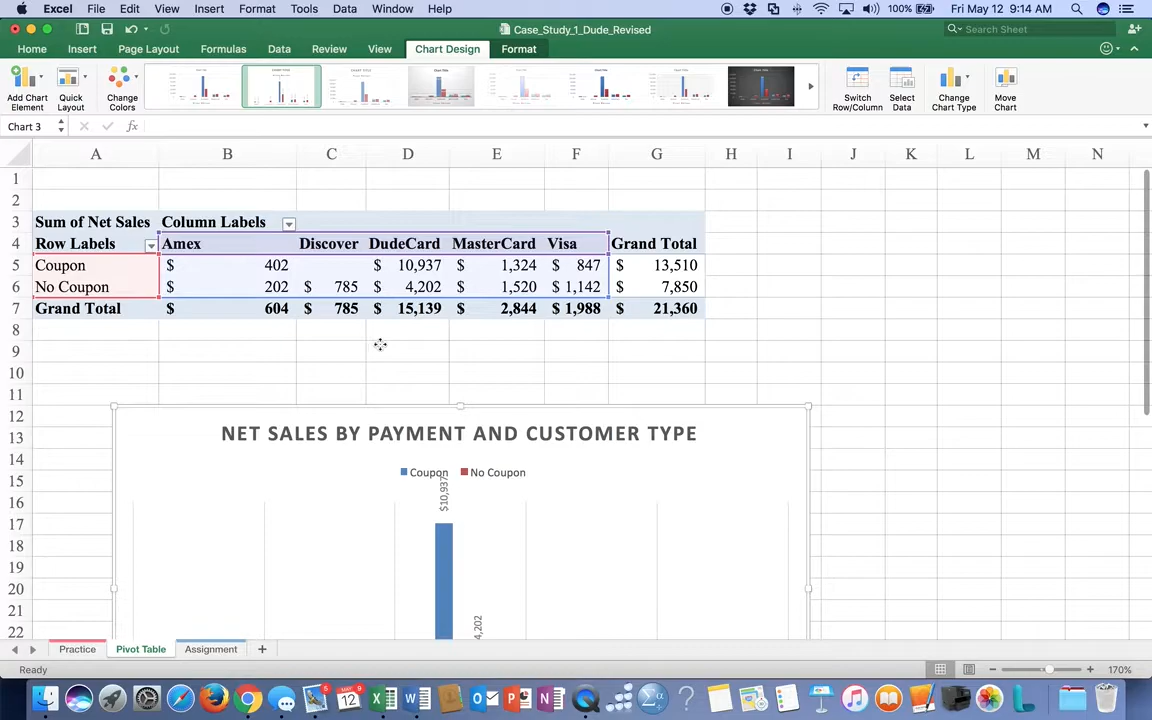 Excel File Edit View Insert Format Tools Data Window Help 100% Fri May 12 9:14 AM
Case_Study_1_Dude_Revised
Search Sheet
Home Insert Page Layout Formulas Data Review View Chart Design Format
Add Chart Element
Quick Layout
Change Colors
Switch Row/Column
Select Data
Change Chart Type
Move Chart
Chart 3 fx
A B C D E F G H I J K L M N
1
2
3 Sum of Net Sales Column Labels
4 Row Labels Amex Discover DudeCard MasterCard Visa Grand Total
5 Coupon $ 402 $ 10,937 $ 1,324 $ 847 $ 13,510
6 No Coupon $ 202 $ 785 $ 4,202 $ 1,520 $ 1,142 $ 7,850
7 Grand Total $ 604 $ 785 $ 15,139 $ 2,844 $ 1,988 $ 21,360
8
9
10
11
12
13 NET SALES BY PAYMENT AND CUSTOMER TYPE
14
15 Coupon No Coupon
16 $10,937
17
18
19
20
21
22 4,202
Practice Pivot Table Assignment +
Ready 170%